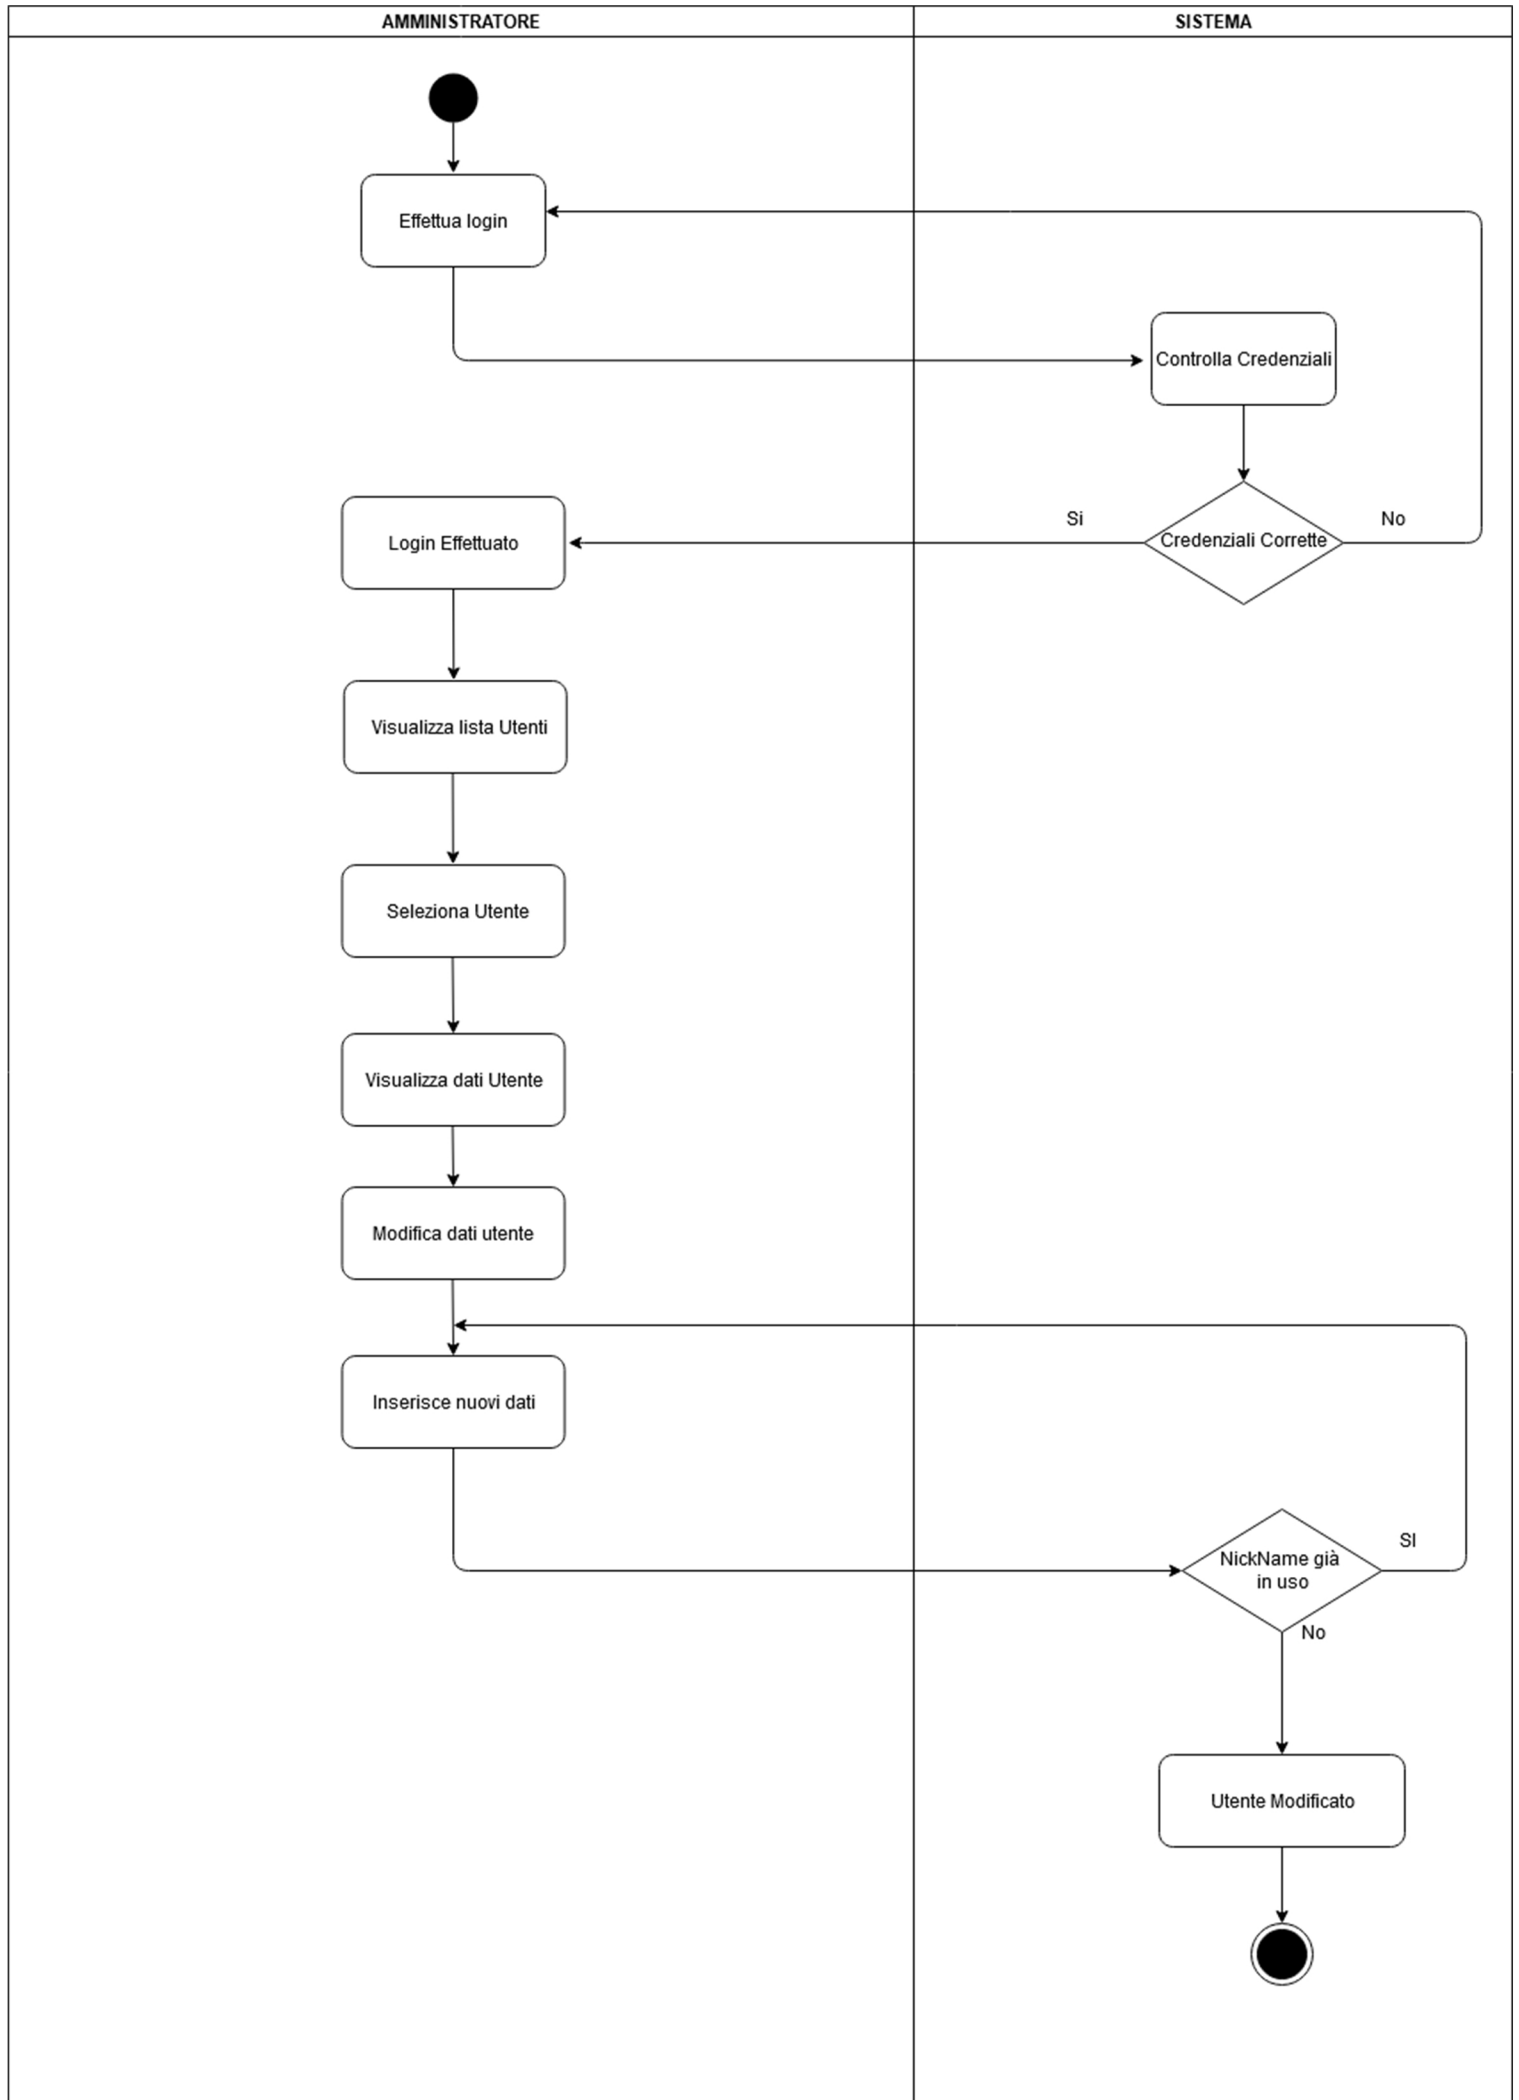 AMMINISTRATORE
SISTEMA
Effettua login
Controlla Credenziali
Si
No
Credenziali Corrette
Login Effettuato
Visualizza lista Utenti
Seleziona Utente
Visualizza dati Utente
Modifica dati utente
Inserisce nuovi dati
SI
NickName già
in uso
No
Utente Modificato